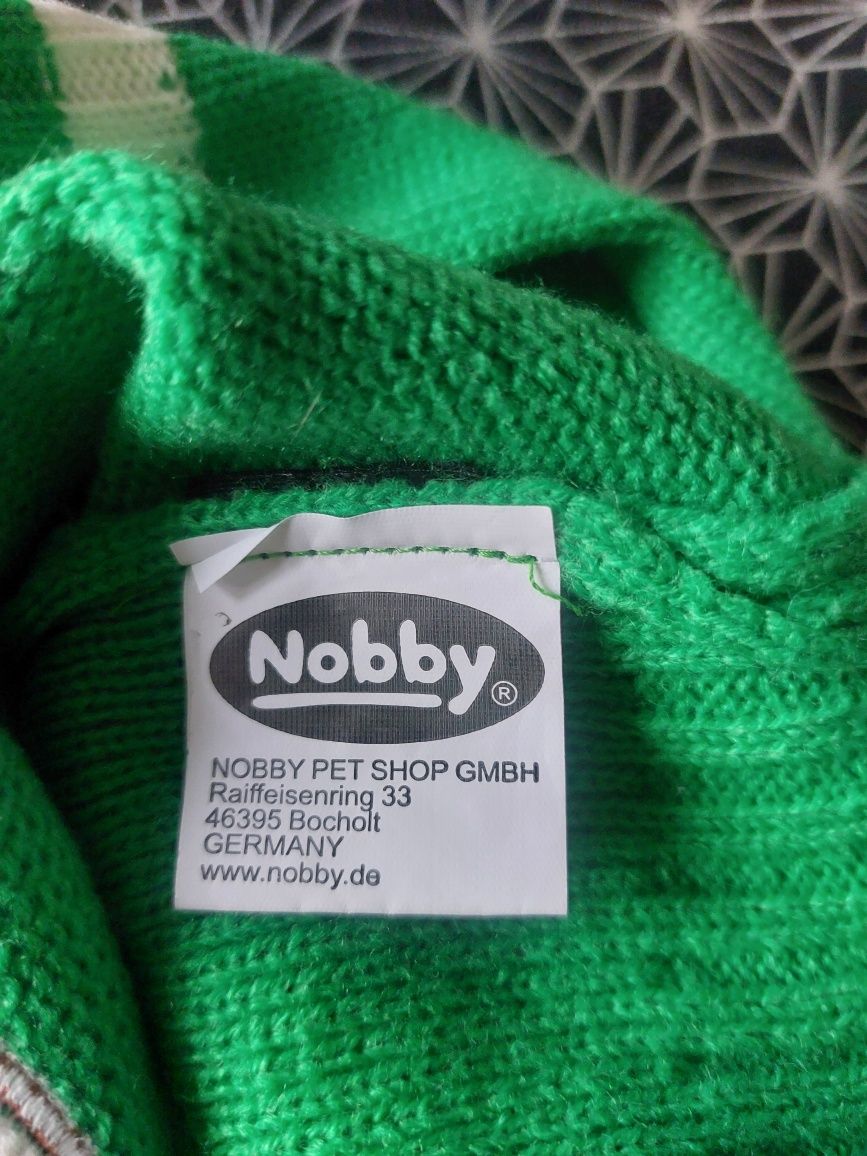 Nobby®
NOBBY PET SHOP GMBH
Raiffeisenring 33
46395 Bocholt
GERMANY
www.nobby.de